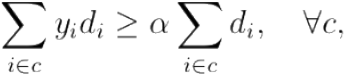 ∑_{i∈c} y_i d_i ≥ α ∑_{i∈c} d_i, ∀c,